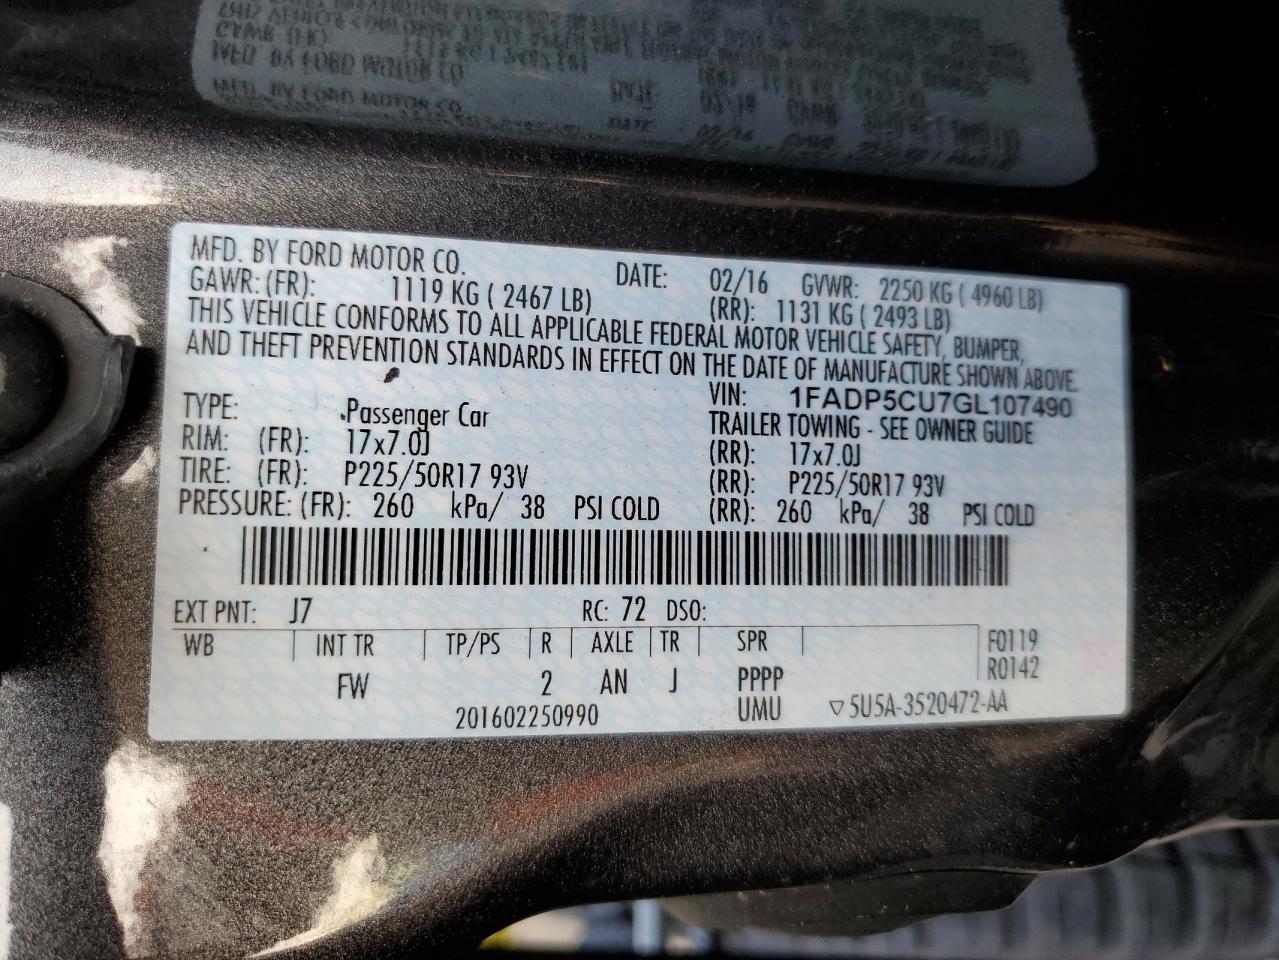 MFD. BY FORD MOTOR CO. DATE: 02/16 GVWR: 2250 KG ( 4960 LB)
GAWR: (FR): 1119 KG ( 2467 LB) (RR): 1131 KG ( 2493 LB)
THIS VEHICLE CONFORMS TO ALL APPLICABLE FEDERAL MOTOR VEHICLE SAFETY, BUMPER,
AND THEFT PREVENTION STANDARDS IN EFFECT ON THE DATE OF MANUFACTURE SHOWN ABOVE.
VIN: 1FADP5CU7GL107490
TYPE: Passenger Car TRAILER TOWING - SEE OWNER GUIDE
RIM: (FR): 17x7.0J (RR): 17x7.0J
TIRE: (FR): P225/50R17 93V (RR): P225/50R17 93V
PRESSURE: (FR): 260 kPa/ 38 PSI COLD (RR): 260 kPa/ 38 PSI COLD
EXT PNT: J7 RC: 72 DSO:
WB INT TR TP/PS R AXLE TR SPR F0119
R0142
FW 2 AN J PPPP
201602250990 UMU ▽5U5A-3520472-AA